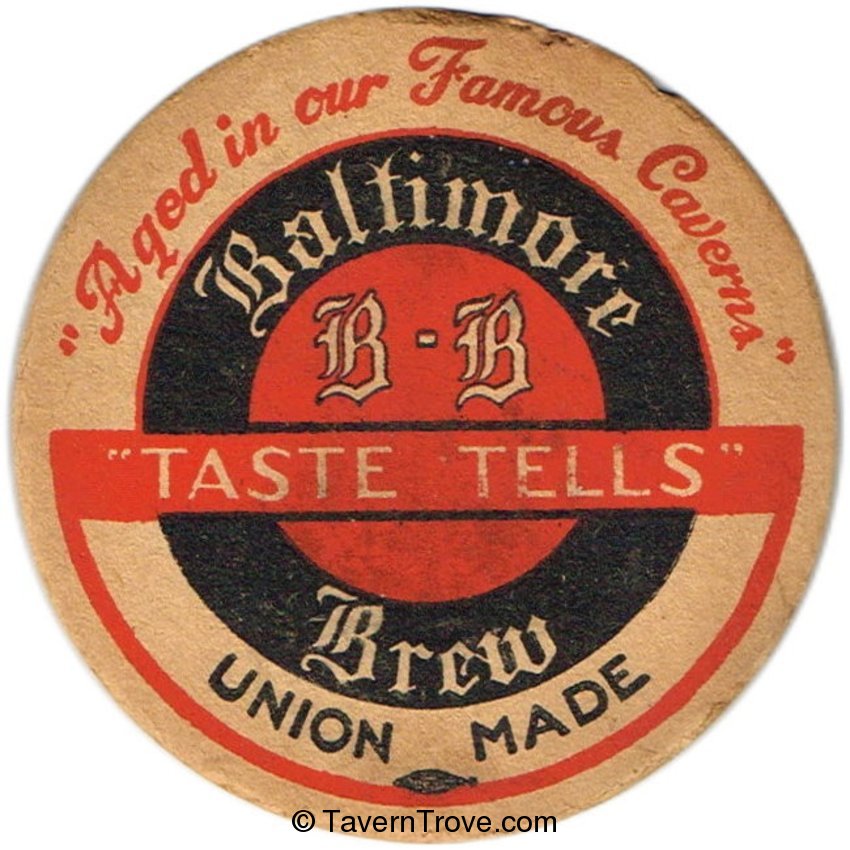 "Aged in our Famous Caverns"
Baltimore
B-B
"TASTE TELLS"
Brew
UNION MADE
© TavernTrove.com